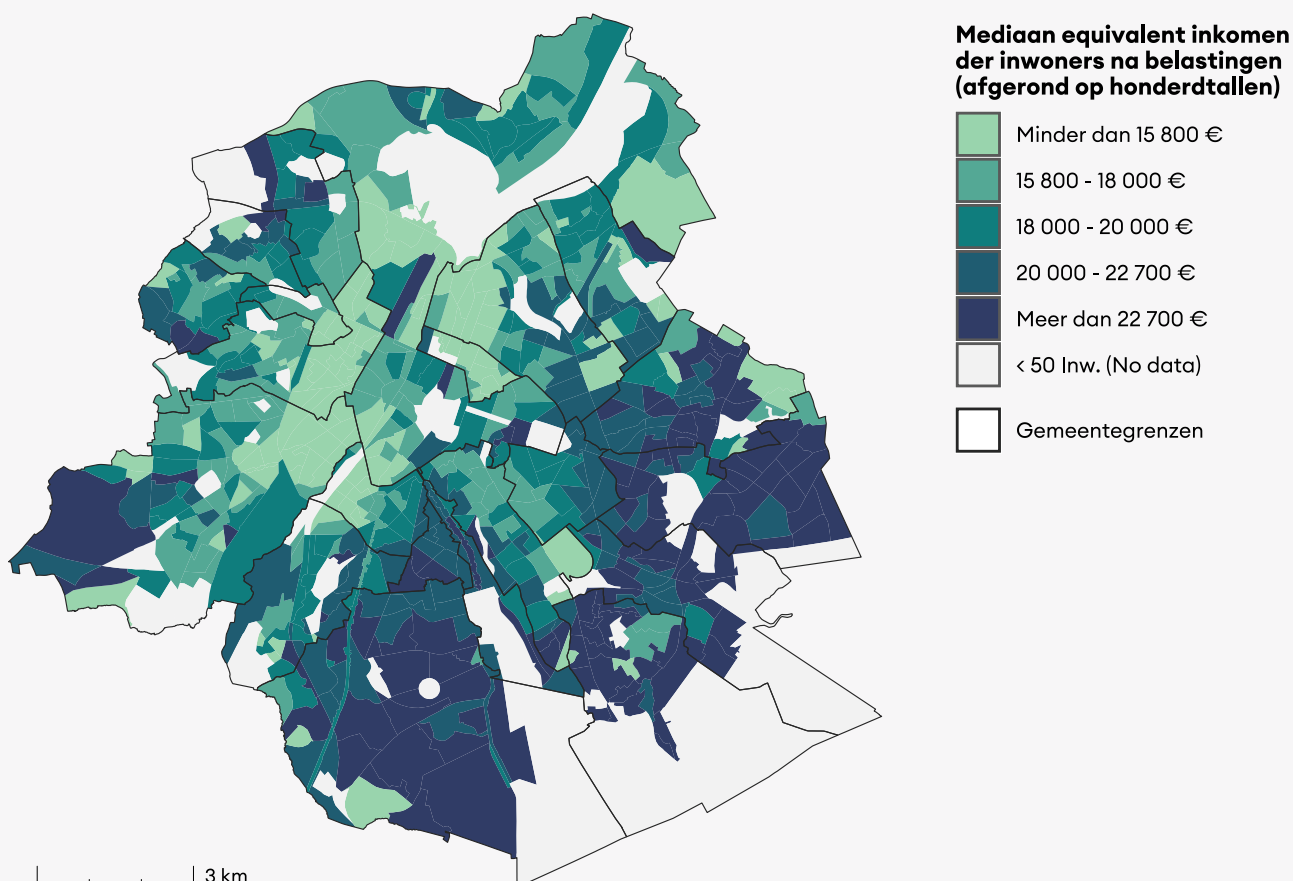 Mediaan equivalent inkomen
der inwoners na belastingen
(afgerond op honderdtallen)
Minder dan 15 800 €
15 800 - 18 000 €
18 000 - 20 000 €
20 000 - 22 700 €
Meer dan 22 700 €
< 50 Inw. (No data)
Gemeentegrenzen
3 km